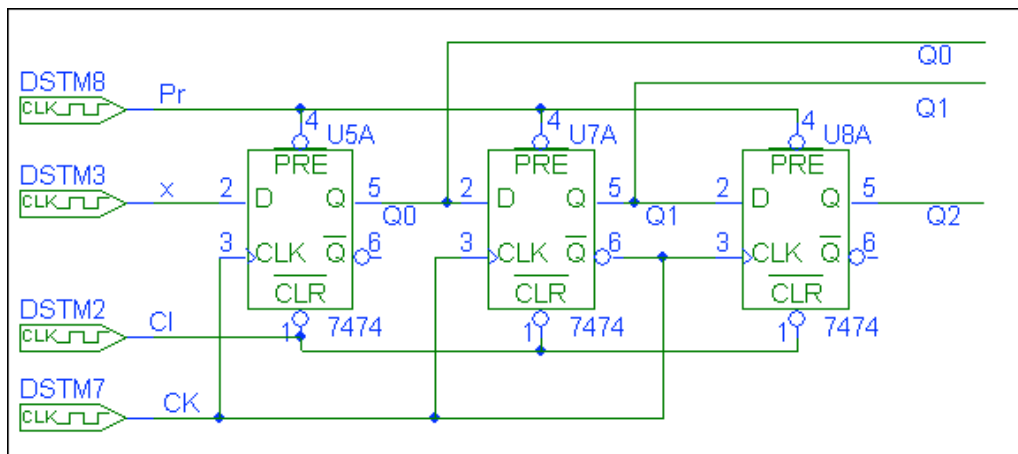 Q0
DSTM8
CLK
Pr
Q1
4
U5A
4
U7A
4
U8A
PRE
PRE
PRE
DSTM3
CLK
x
2
D
Q
5
Q0
2
D
Q
5
Q1
2
D
Q
5
Q2
3
CLK
Q̅
6
3
CLK
Q̅
6
3
CLK
Q̅
6
CLR
CLR
CLR
DSTM2
CLK
Cl
1
7474
1
7474
1
7474
DSTM7
CLK
CK